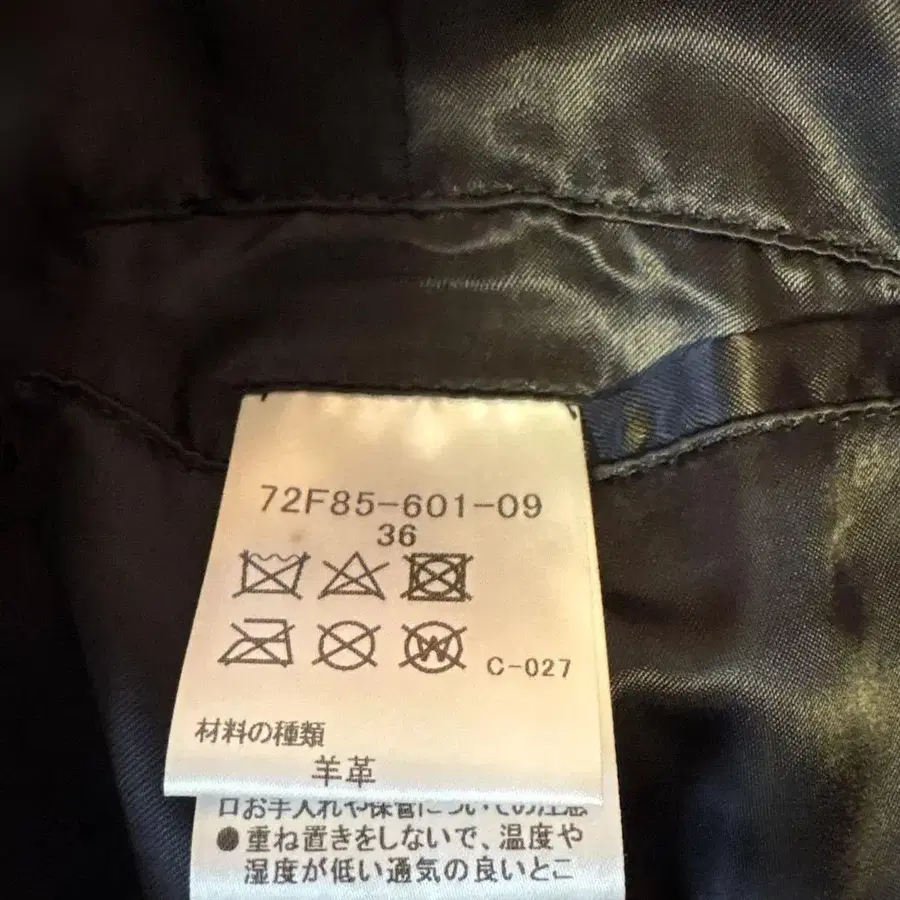 72F85-601-09
36
W
C-027
材料の種類
羊革
口お手入れや保管についての注意
●重ね置きをしないで、温度や
湿度が低い通気の良いとこ